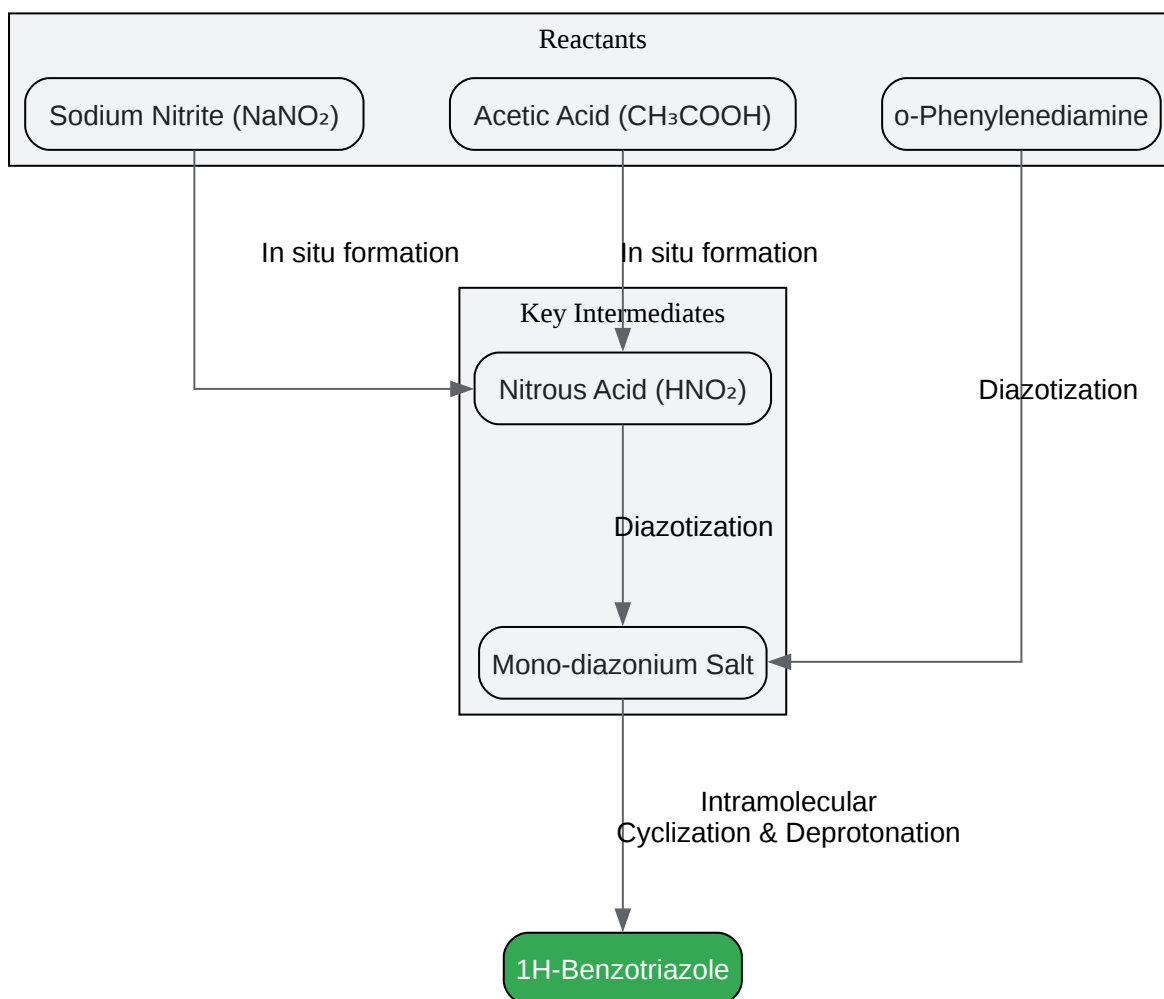 Reactants
Sodium Nitrite (NaNO₂)
Acetic Acid (CH₃COOH)
o-Phenylenediamine
In situ formation
In situ formation
Key Intermediates
Nitrous Acid (HNO₂)
Diazotization
Diazotization
Mono-diazonium Salt
Intramolecular
Cyclization & Deprotonation
1H-Benzotriazole